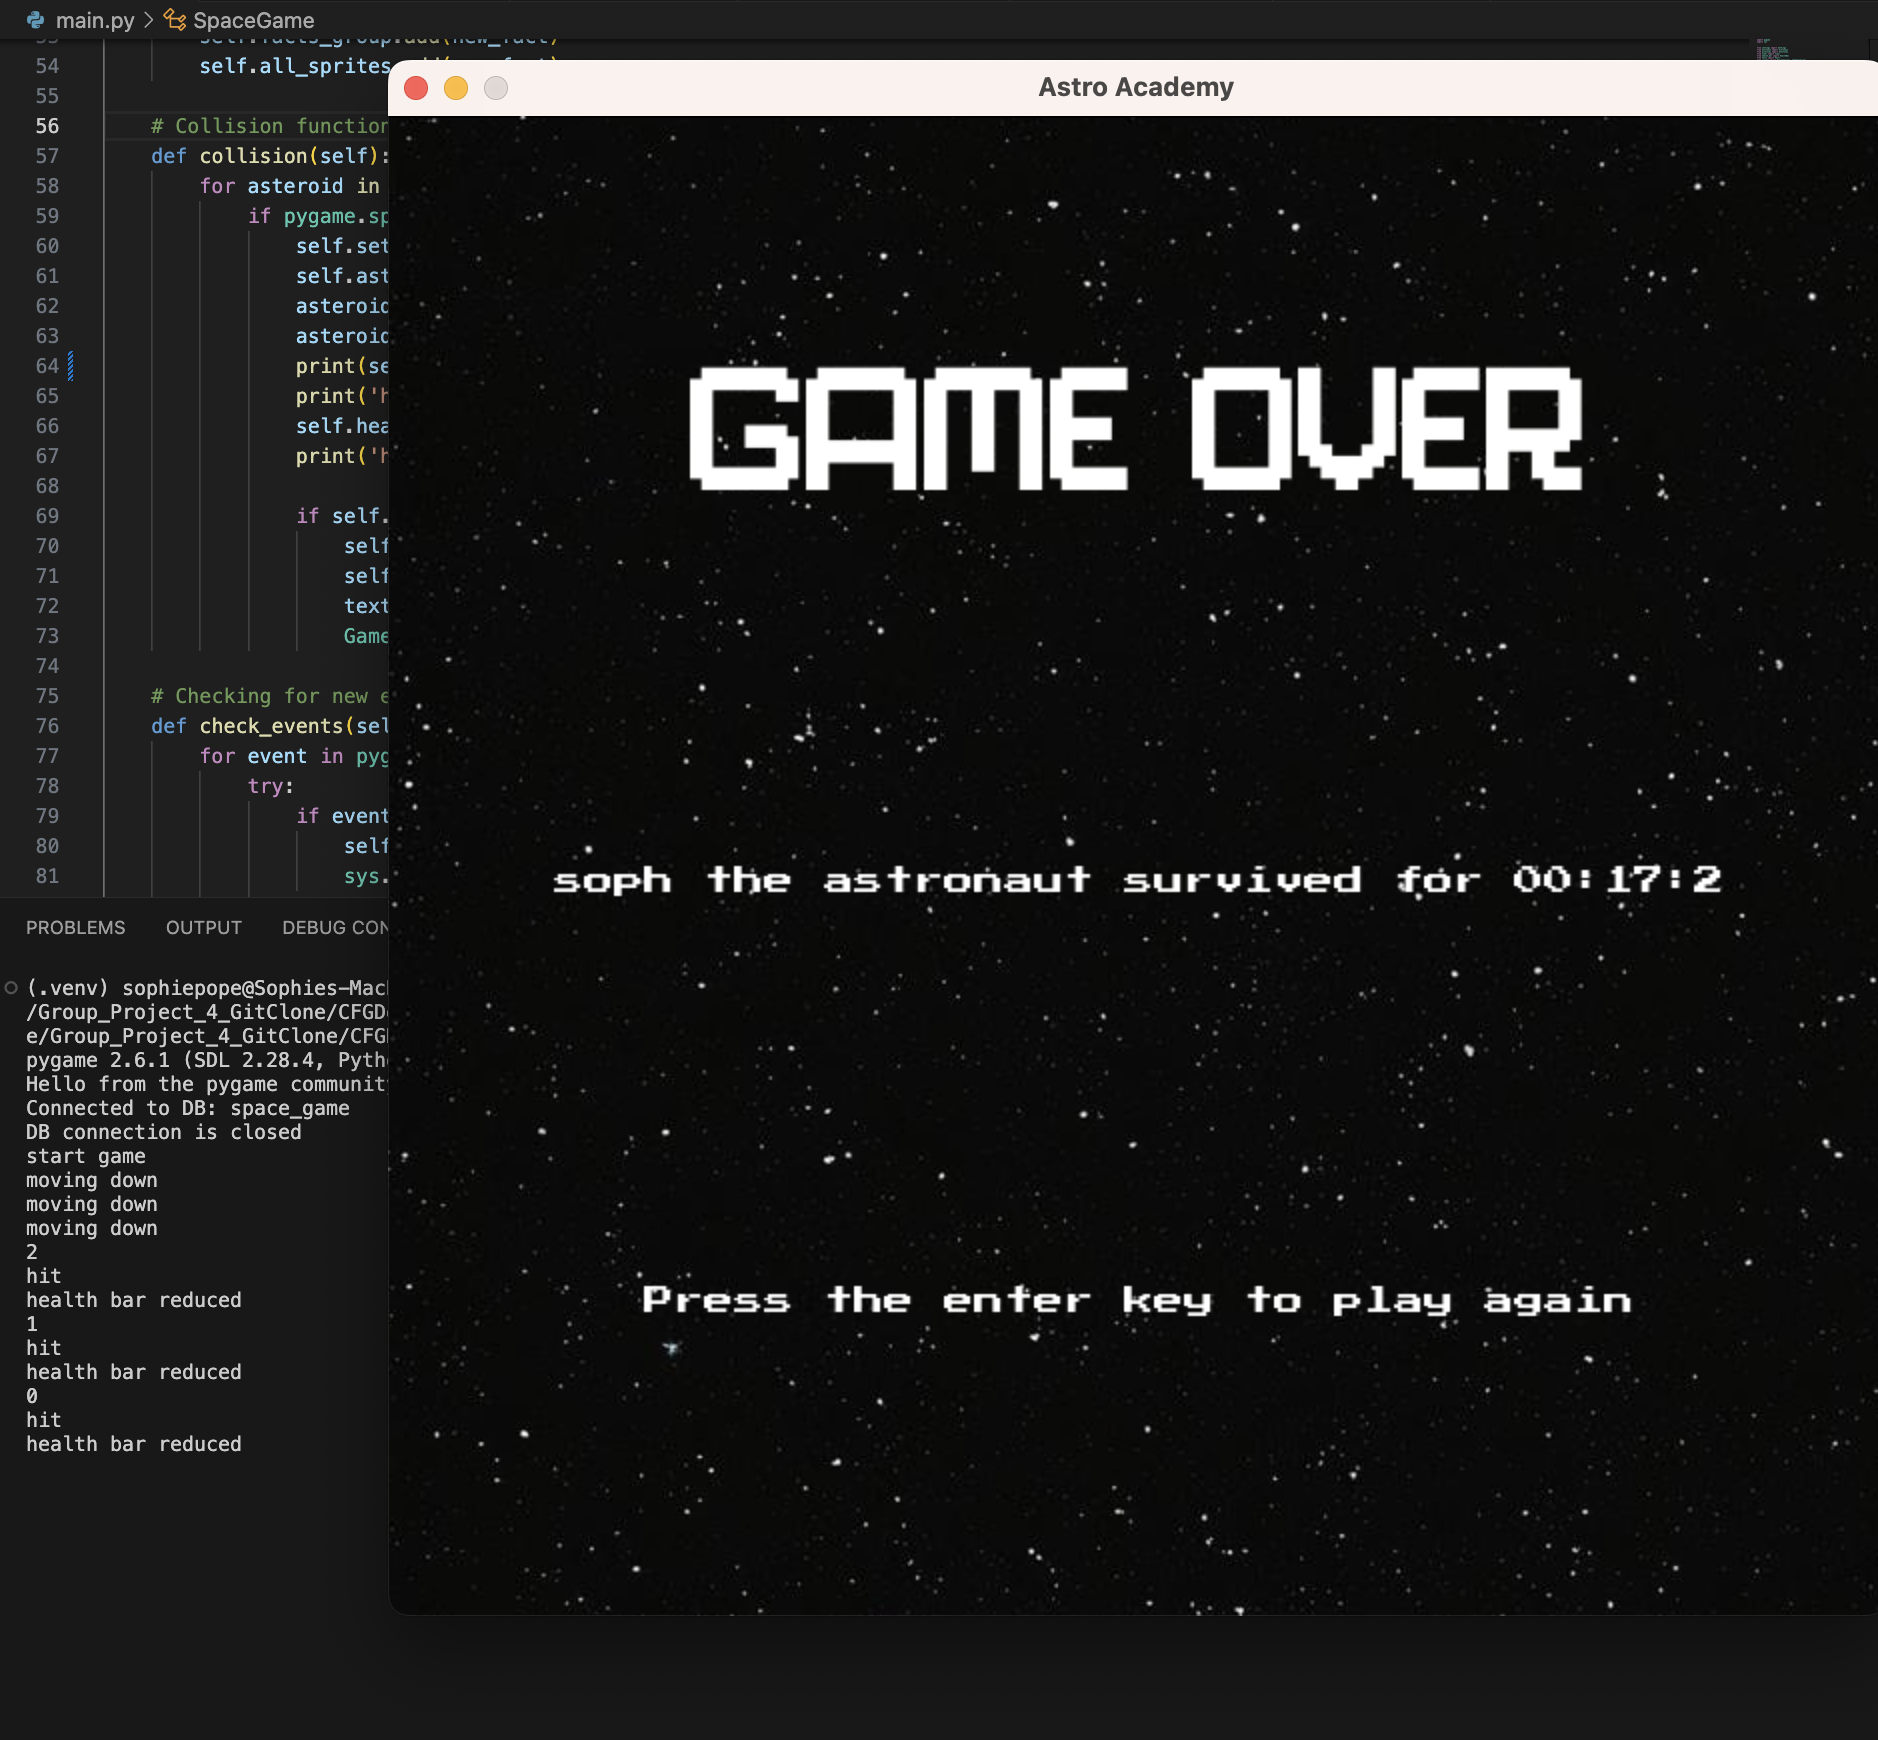 main.py > SpaceGame
54 self.all_sprites
55
56 # Collision function
57 def collision(self):
58 for asteroid in
59 if pygame.sp
60 self.set
61 self.ast
62 asteroid
63 asteroid
64 print(se
65 print('h
66 self.hea
67 print('h
68
69 if self.
70 self
71 self
72 text
73 Game
74
75 # Checking for new e
76 def check_events(sel
77 for event in pyg
78 try:
79 if event
80 self
81 sys.
PROBLEMS OUTPUT DEBUG CON
(.venv) sophiepope@Sophies-Mac
/Group_Project_4_GitClone/CFGD
e/Group_Project_4_GitClone/CFG
pygame 2.6.1 (SDL 2.28.4, Pyth
Hello from the pygame communit
Connected to DB: space_game
DB connection is closed
start game
moving down
moving down
moving down
2
hit
health bar reduced
1
hit
health bar reduced
0
hit
health bar reduced
Astro Academy
GAME OVER
soph the astronaut survived for 00:17:2
Press the enter key to play again